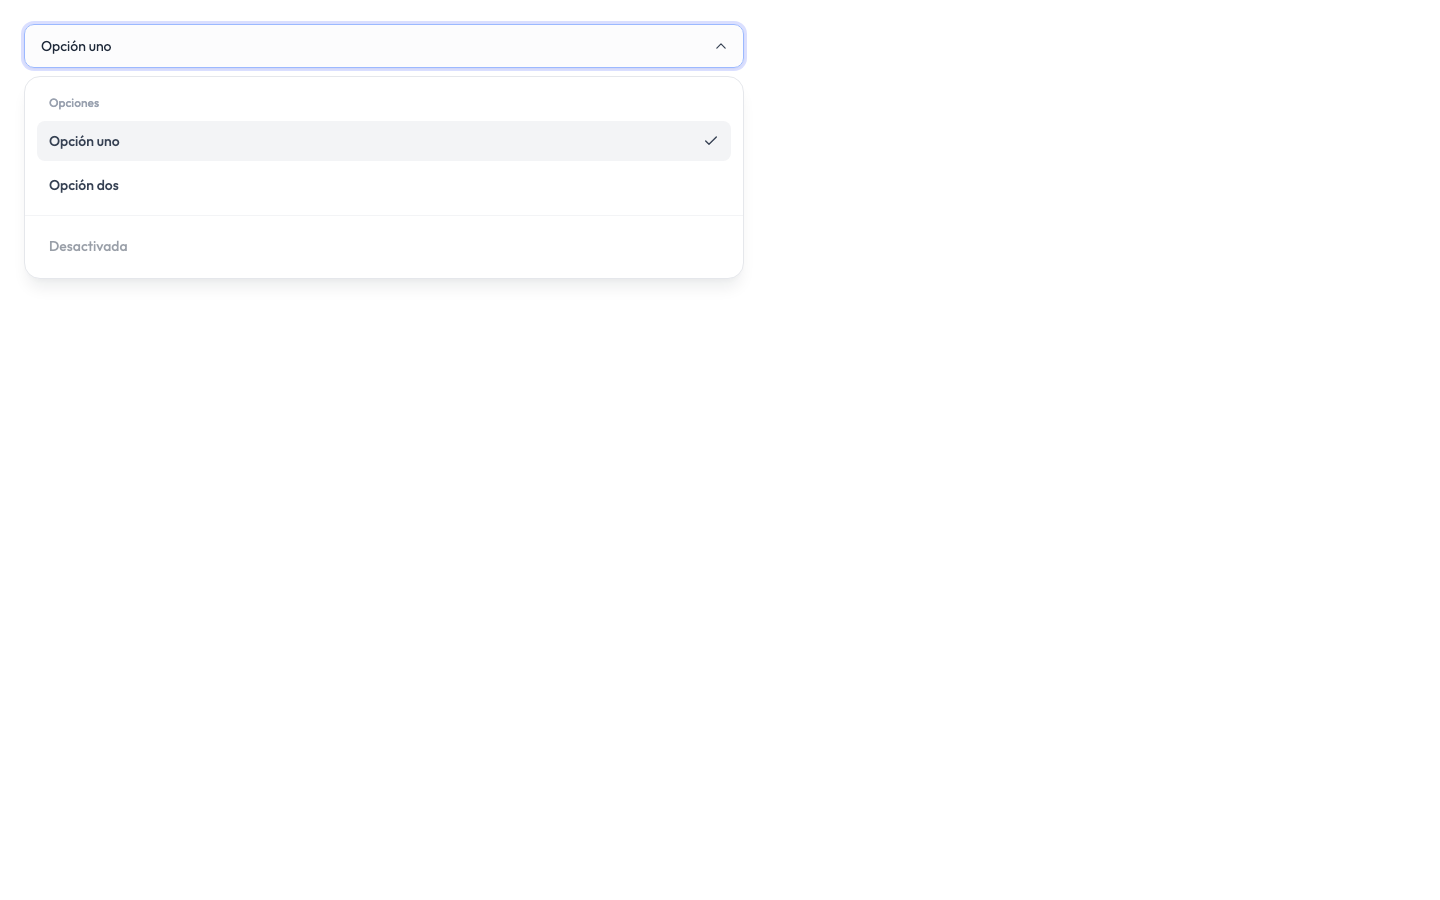 Opción uno
Opciones
Opción uno
Opción dos
Desactivada